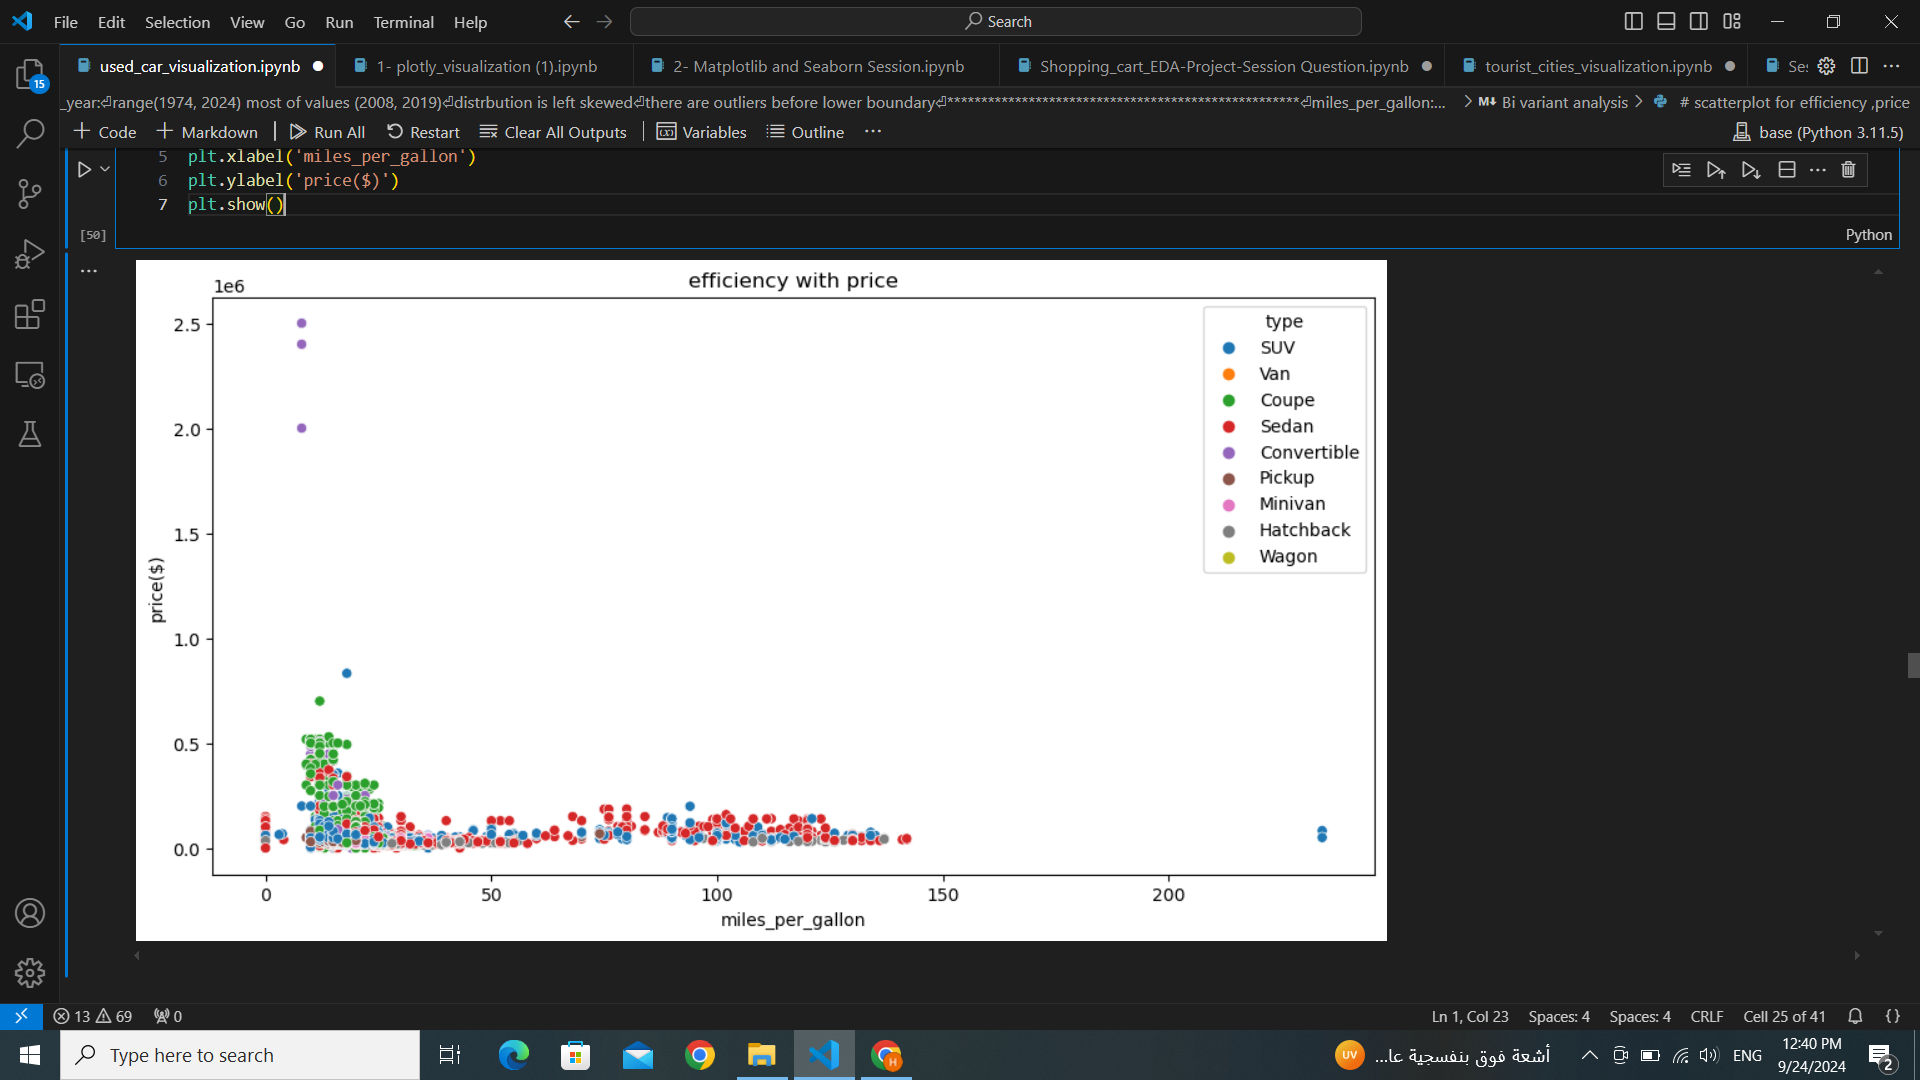 File Edit Selection View Go Run Terminal Help
Search
15
used_car_visualization.ipynb
1- plotly_visualization (1).ipynb
2- Matplotlib and Seaborn Session.ipynb
Shopping_cart_EDA-Project-Session Question.ipynb
tourist_cities_visualization.ipynb
_year:⏎range(1974, 2024) most of values (2008, 2019)⏎distrbution is left skewed⏎there are outliers before lower boundary⏎****************************************************⏎miles_per_gallon:...
Bi variant analysis
# scatterplot for efficiency ,price
Code Markdown Run All Restart Clear All Outputs Variables Outline ...
base (Python 3.11.5)
5 plt.xlabel('miles_per_gallon')
6 plt.ylabel('price($)')
7 plt.show()
[50]
Python
efficiency with price
1e6
2.5
2.0
1.5
1.0
0.5
0.0
price($)
0 50 100 150 200
miles_per_gallon
type
SUV
Van
Coupe
Sedan
Convertible
Pickup
Minivan
Hatchback
Wagon
13 69 0
Ln 1, Col 23 Spaces: 4 Spaces: 4 CRLF Cell 25 of 41
Type here to search
UV
أشعة فوق بنفسجية عا...
ENG
12:40 PM
9/24/2024
2